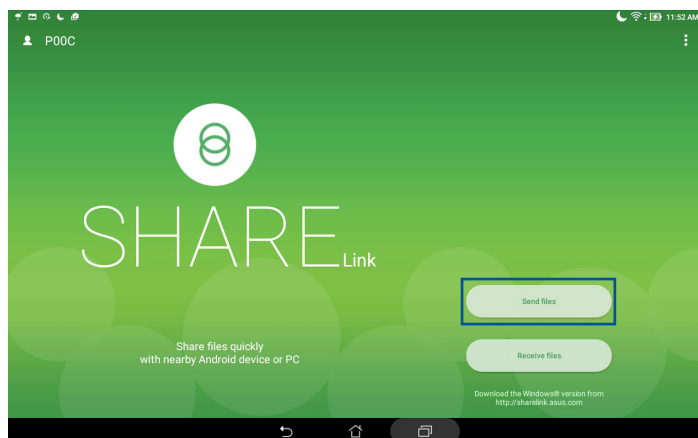 11:52 AM
P00C
SHARE Link
Send files
Share files quickly
with nearby Android device or PC
Receive files
Download the Windows® version from
http://sharelink.asus.com